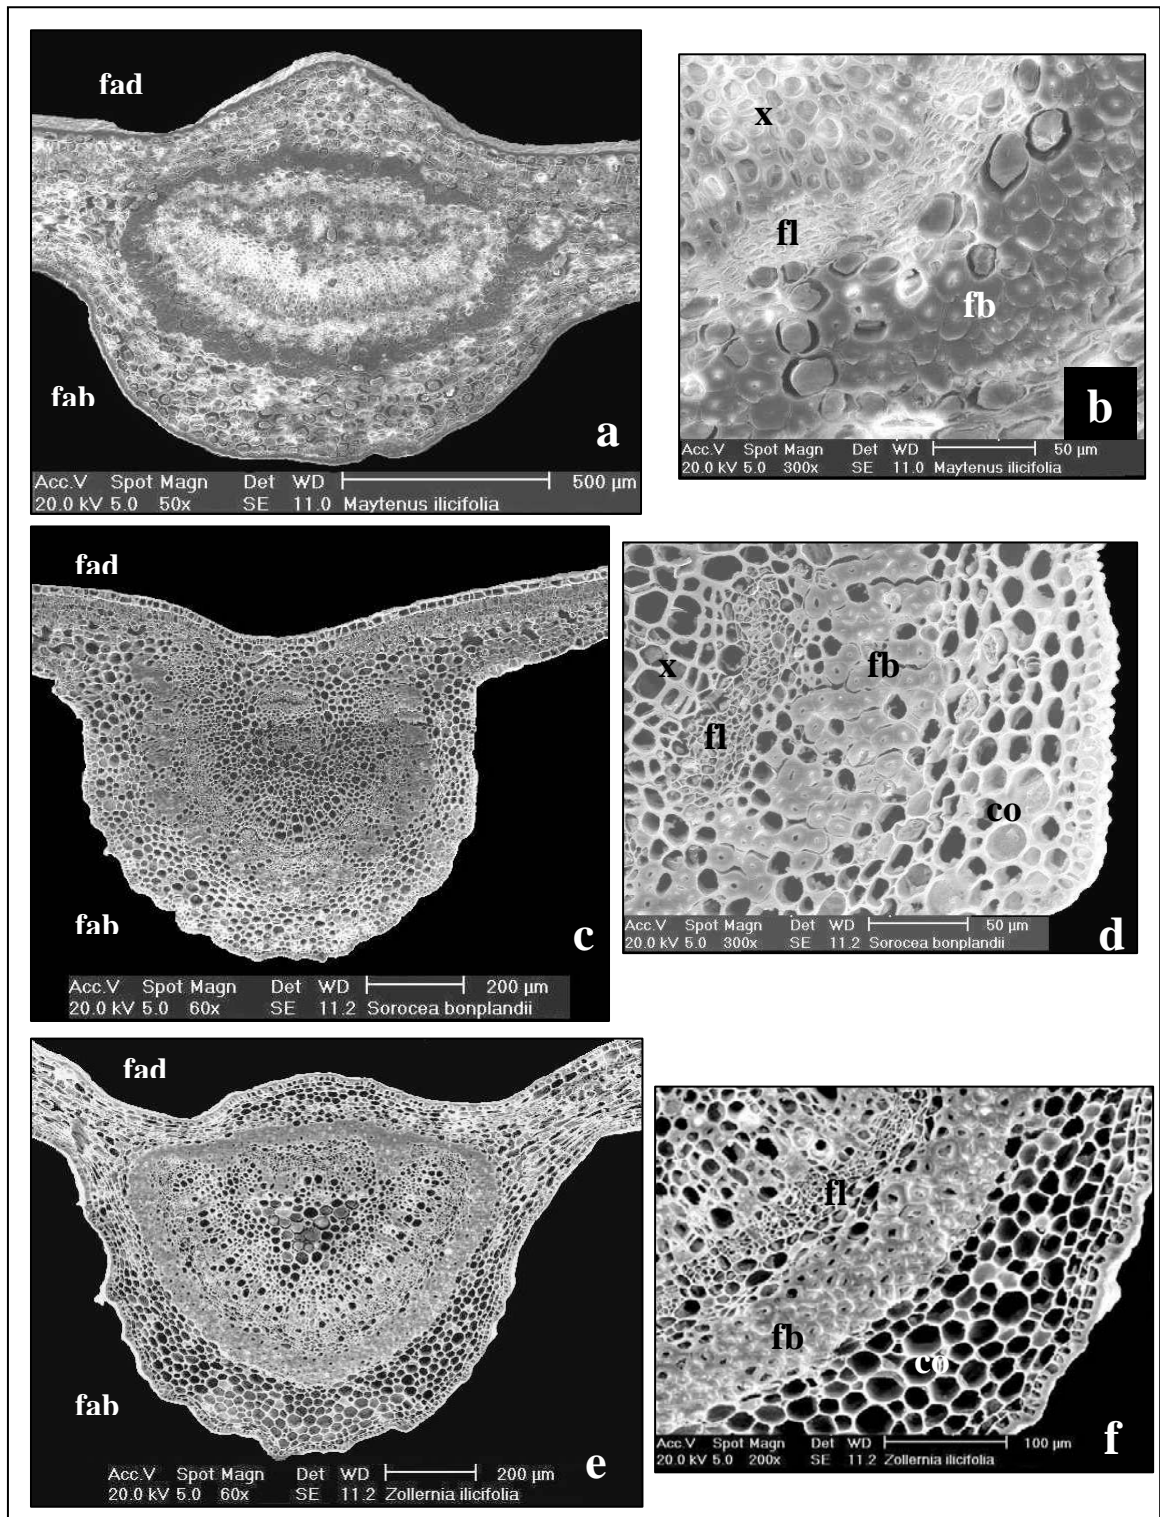 fad
fab
a
Acc.V Spot Magn Det WD 500 µm
20.0 kV 5.0 50x SE 11.0 Maytenus ilicifolia
x
fl
fb
b
Acc.V Spot Magn Det WD 50 µm
20.0 kV 5.0 300x SE 11.0 Maytenus ilicifolia
fad
fab
c
Acc.V Spot Magn Det WD 200 µm
20.0 kV 5.0 60x SE 11.2 Sorocea bonplandii
x
fb
fl
co
d
Acc.V Spot Magn Det WD 50 µm
20.0 kV 5.0 300x SE 11.2 Sorocea bonplandii
fad
fab
e
Acc.V Spot Magn Det WD 200 µm
20.0 kV 5.0 60x SE 11.2 Zollernia ilicifolia
fl
fb
co
f
Acc.V Spot Magn Det WD 100 µm
20.0 kV 5.0 200x SE 11.2 Zollernia ilicifolia